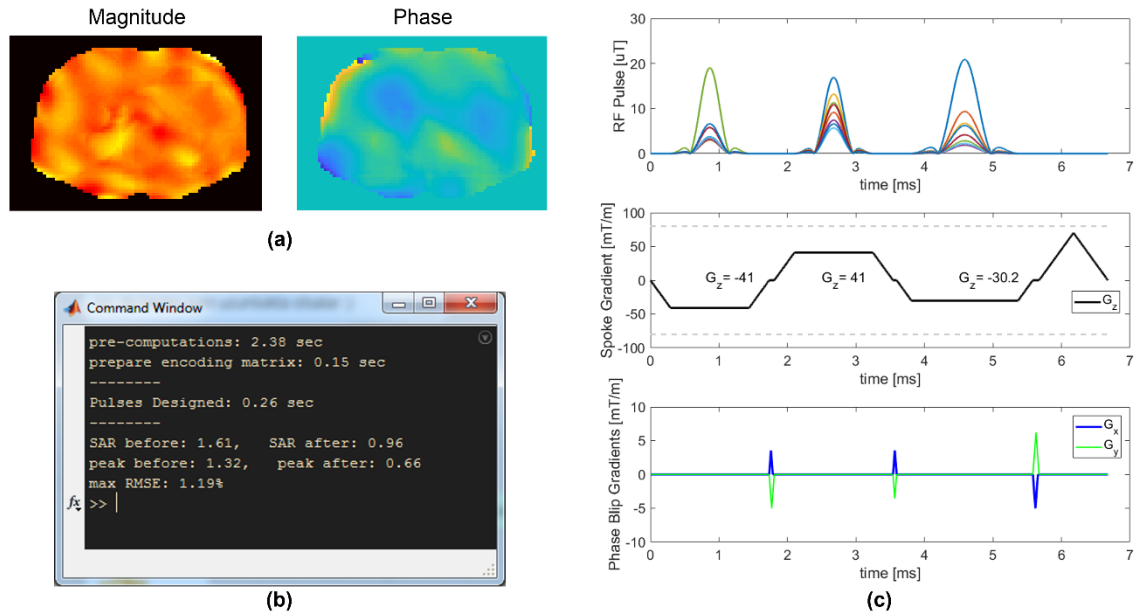 Magnitude
Phase
(a)
Command Window
pre-computations: 2.38 sec
prepare encoding matrix: 0.15 sec
--------
Pulses Designed: 0.26 sec
--------
SAR before: 1.61,   SAR after: 0.96
peak before: 1.32,   peak after: 0.66
max RMSE: 1.19%
fx >>
(b)
RF Pulse [uT]
30
20
10
0
0 1 2 3 4 5 6 7
time [ms]
Spoke Gradient [mT/m]
100
50
0
-50
-100
G_z = -41
G_z = 41
G_z = -30.2
G_z
0 1 2 3 4 5 6 7
time [ms]
Phase Blip Gradients [mT/m]
10
5
0
-5
-10
G_x
G_y
0 1 2 3 4 5 6 7
time [ms]
(c)